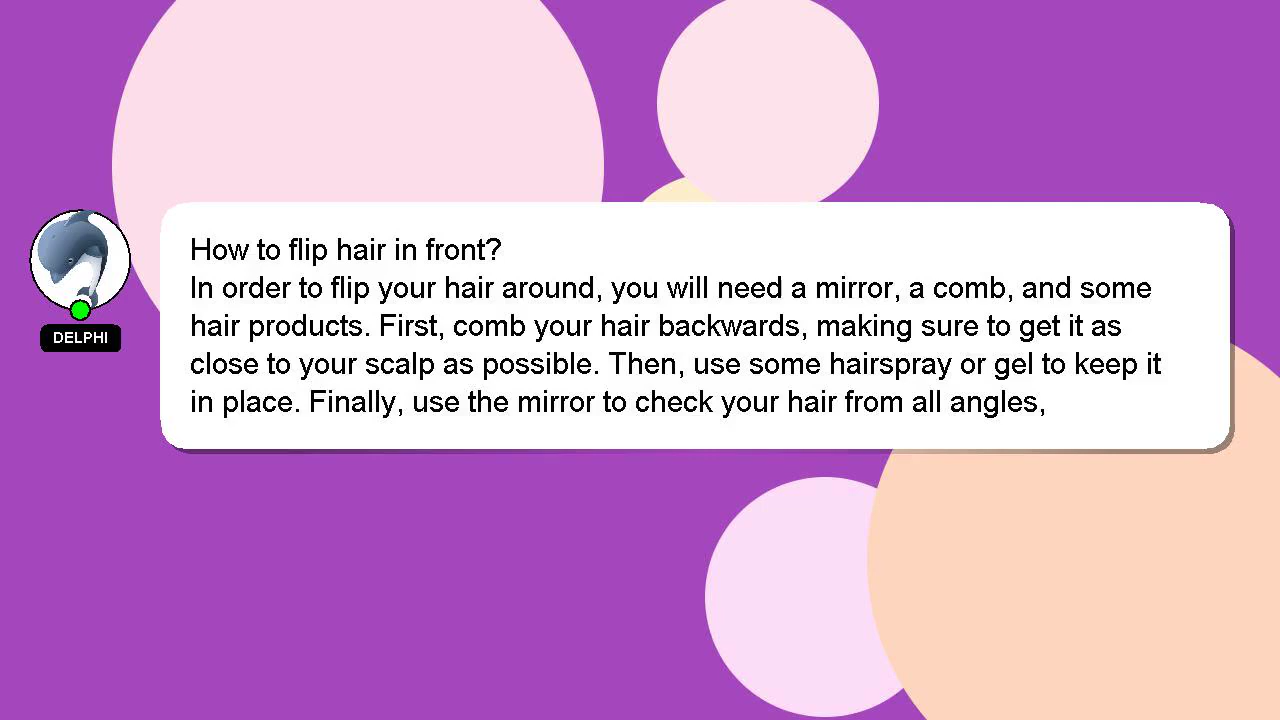 How to flip hair in front?
In order to flip your hair around, you will need a mirror, a comb, and some
hair products. First, comb your hair backwards, making sure to get it as
close to your scalp as possible. Then, use some hairspray or gel to keep it
in place. Finally, use the mirror to check your hair from all angles,
DELPHI